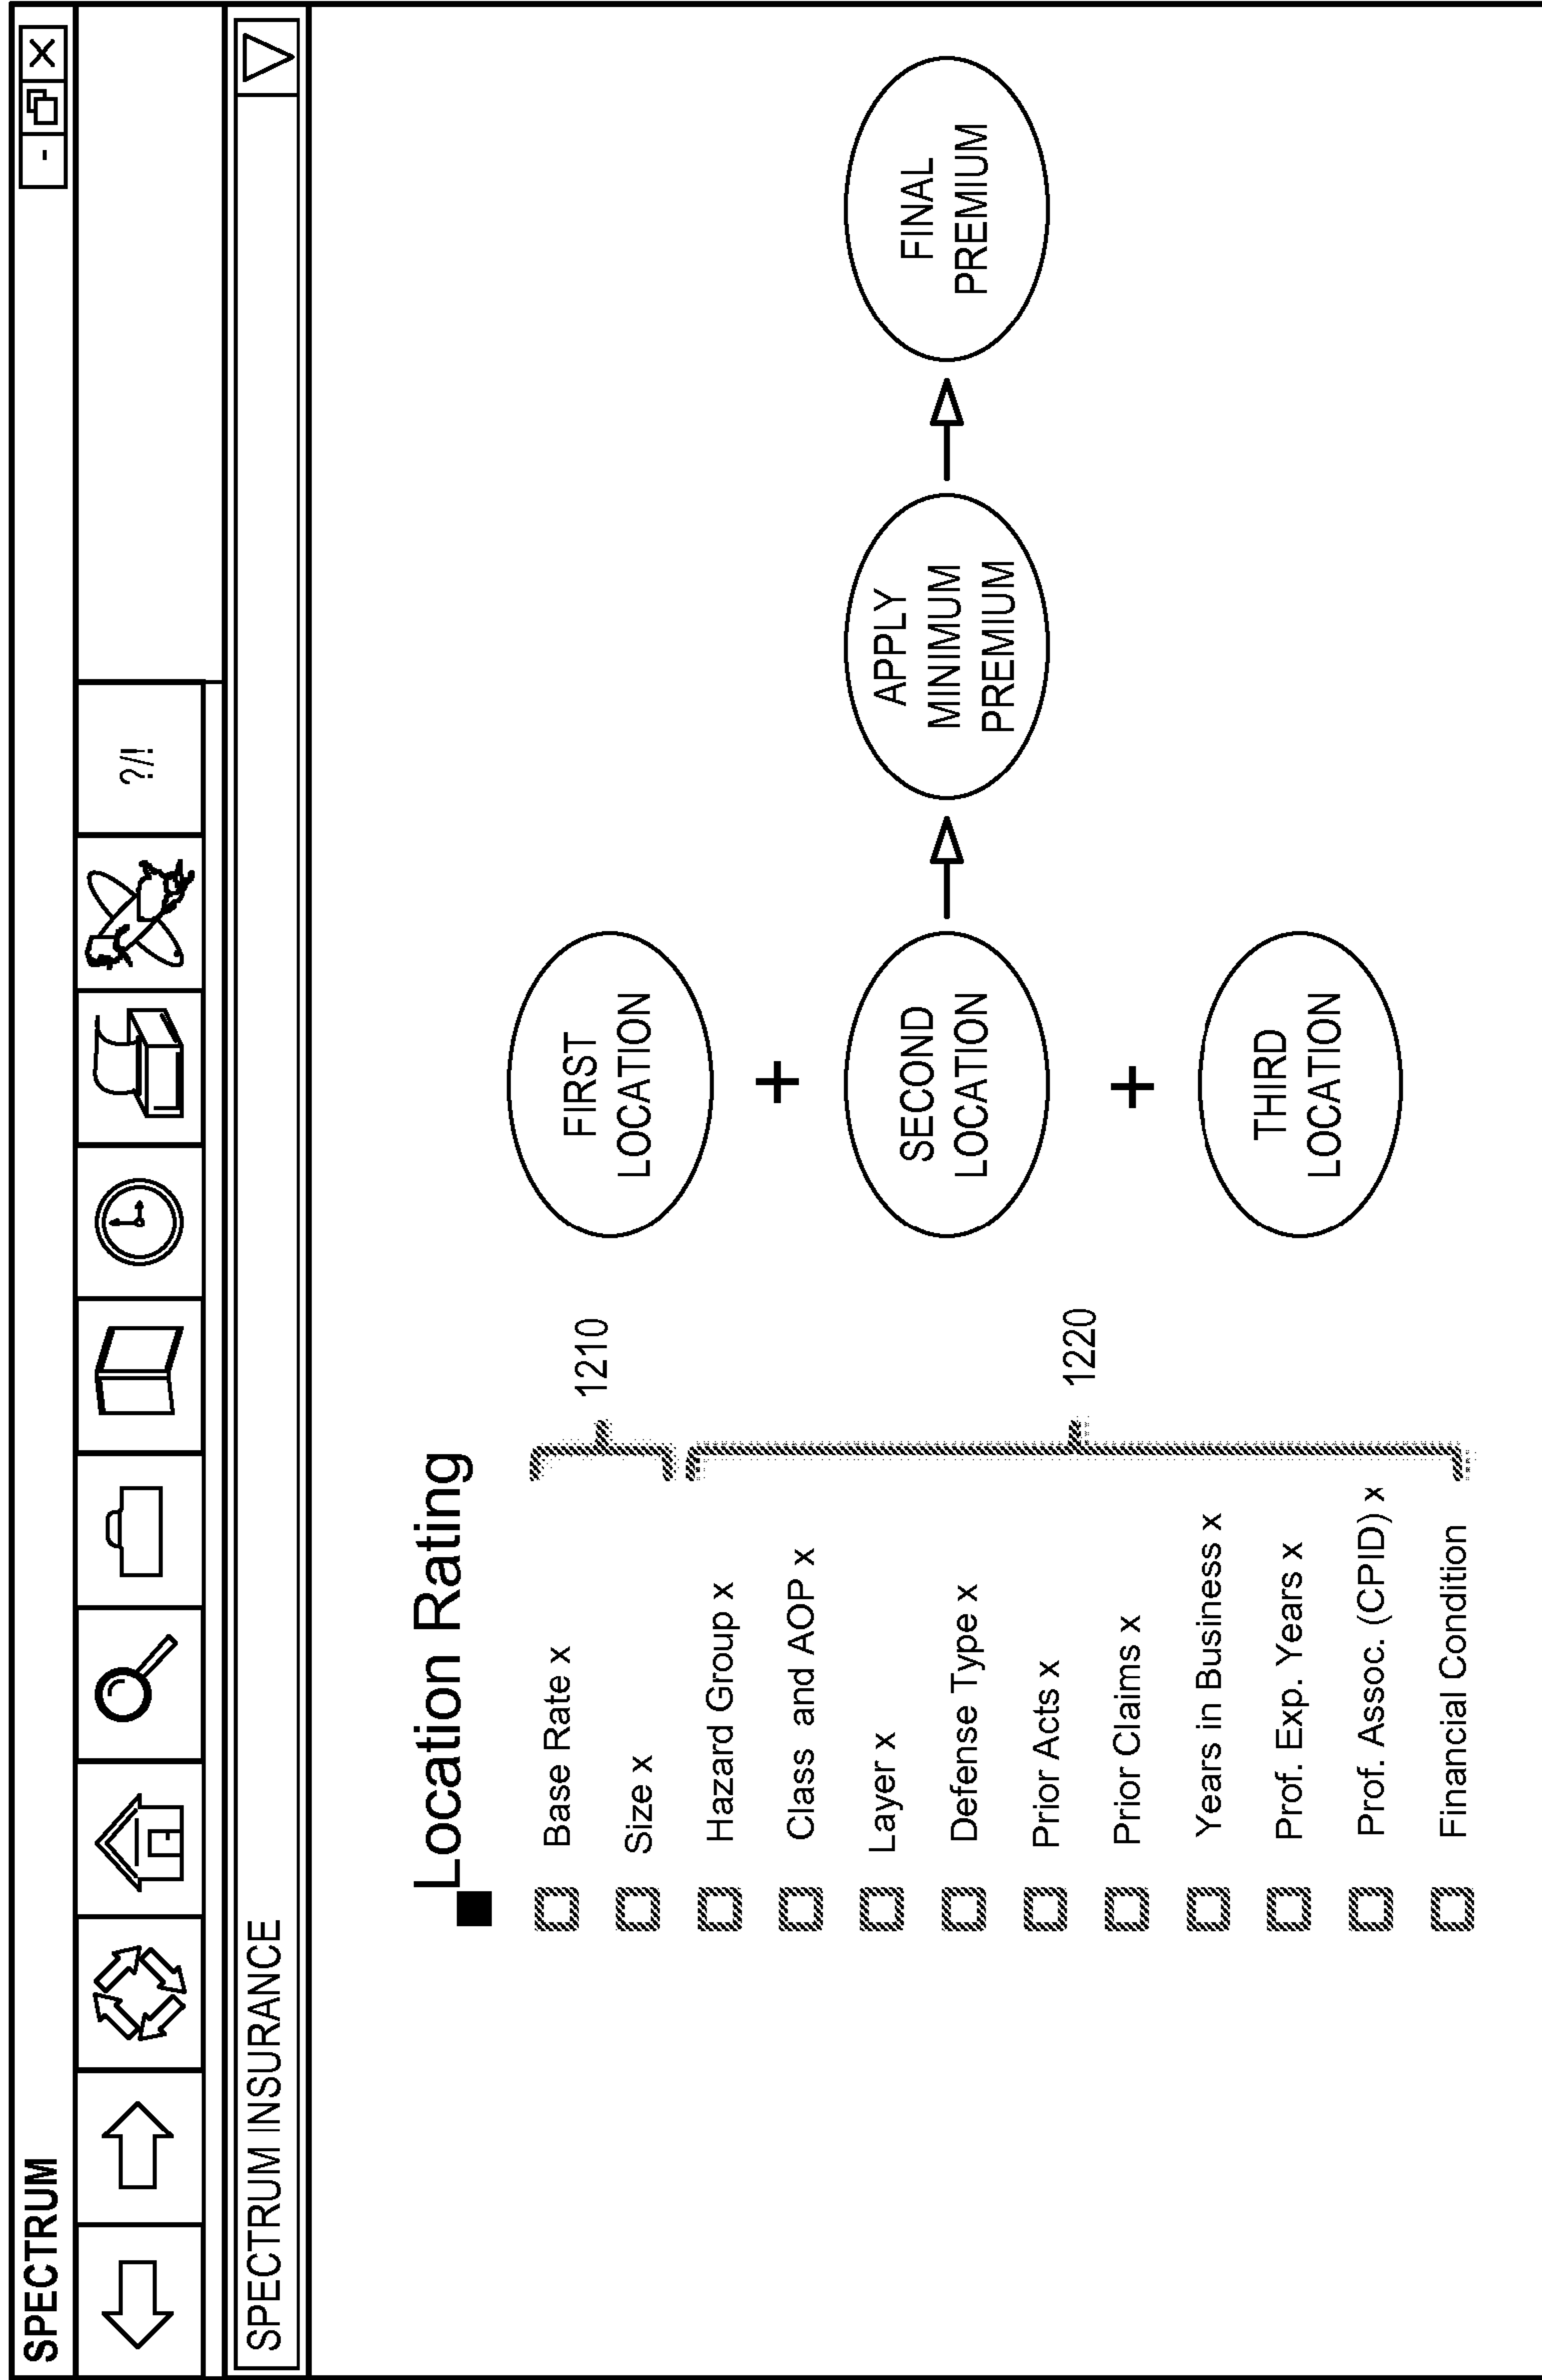 SPECTRUM
- X
?/!
SPECTRUM INSURANCE
Location Rating
Base Rate x
Size x
1210
Hazard Group x
Class and AOP x
Layer x
Defense Type x
Prior Acts x
Prior Claims x
Years in Business x
Prof. Exp. Years x
Prof. Assoc. (CPID) x
Financial Condition
1220
FIRST
LOCATION
+
SECOND
LOCATION
+
THIRD
LOCATION
APPLY
MINIMUM
PREMIUM
FINAL
PREMIUM